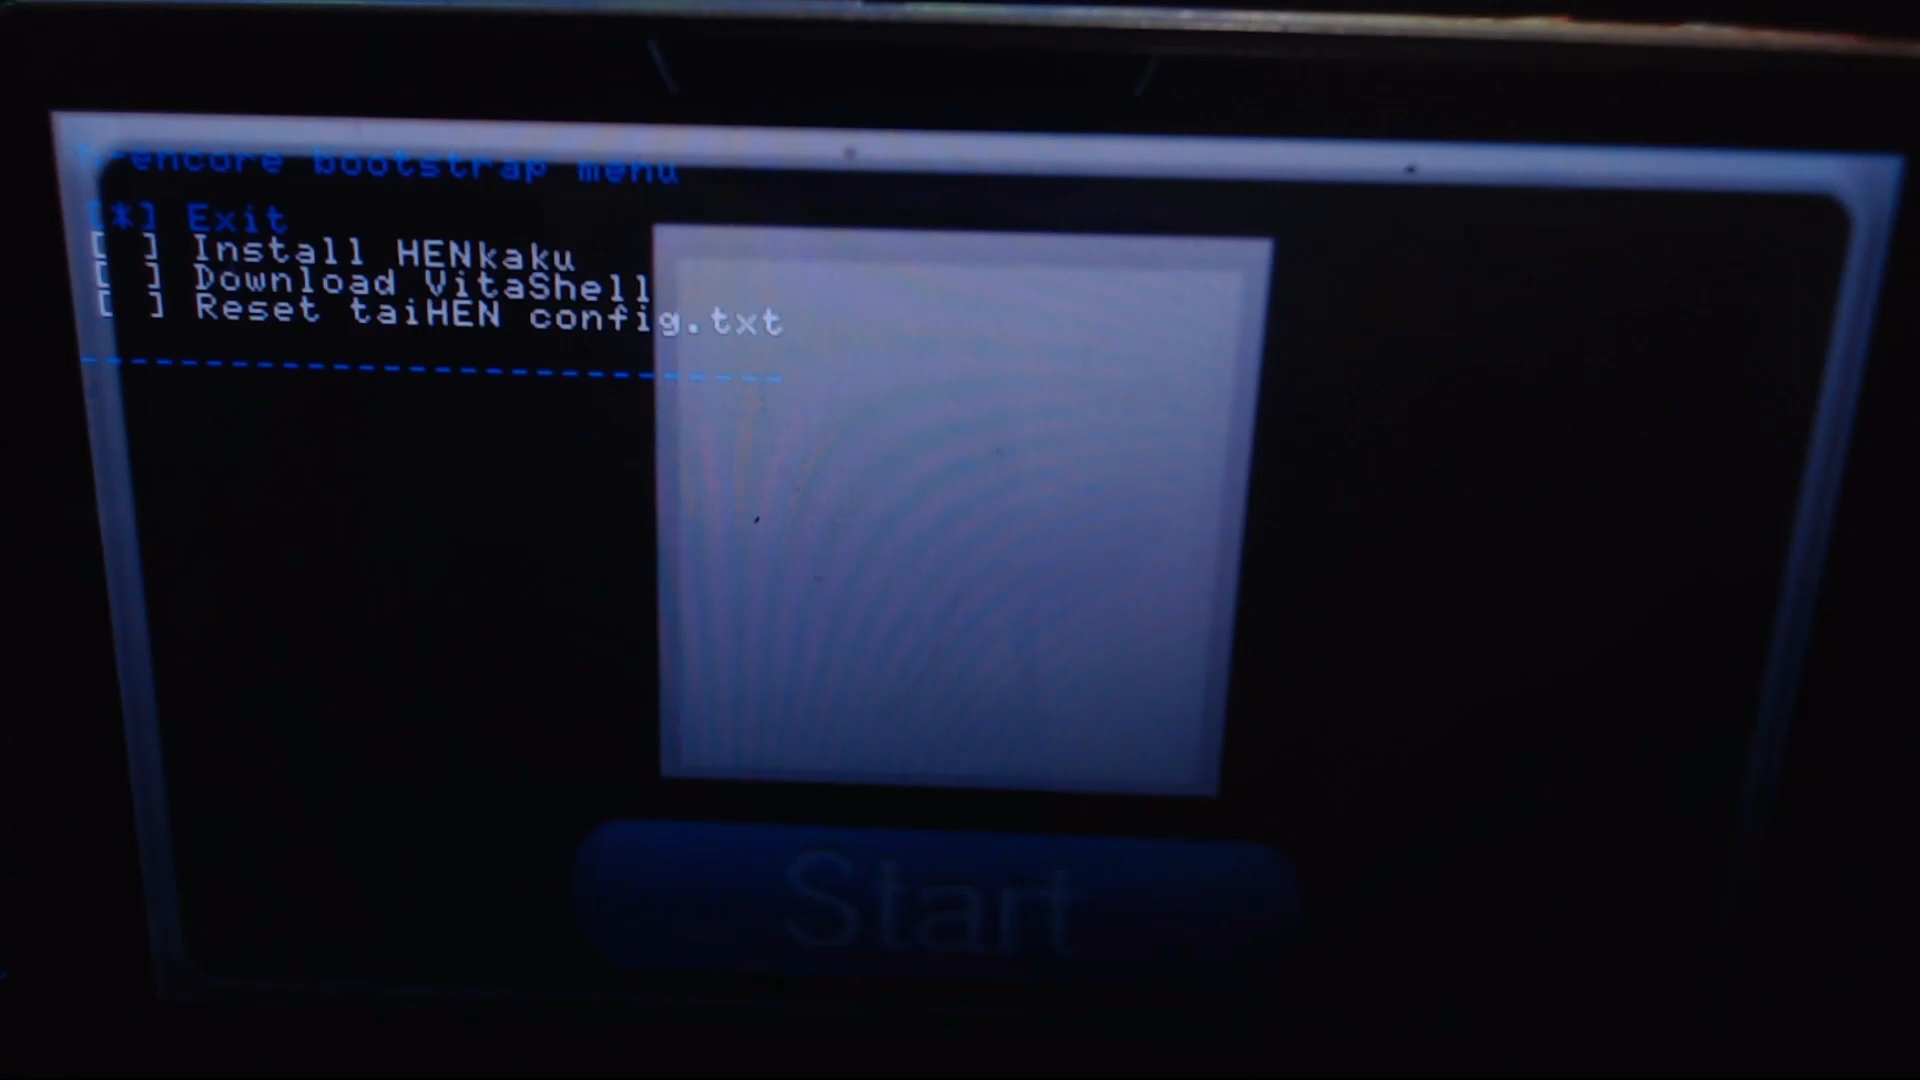 h-encore bootstrap menu
[*] Exit
[ ] Install HENkaku
[ ] Download VitaShell
[ ] Reset taiHEN config.txt
-----------------------
Start